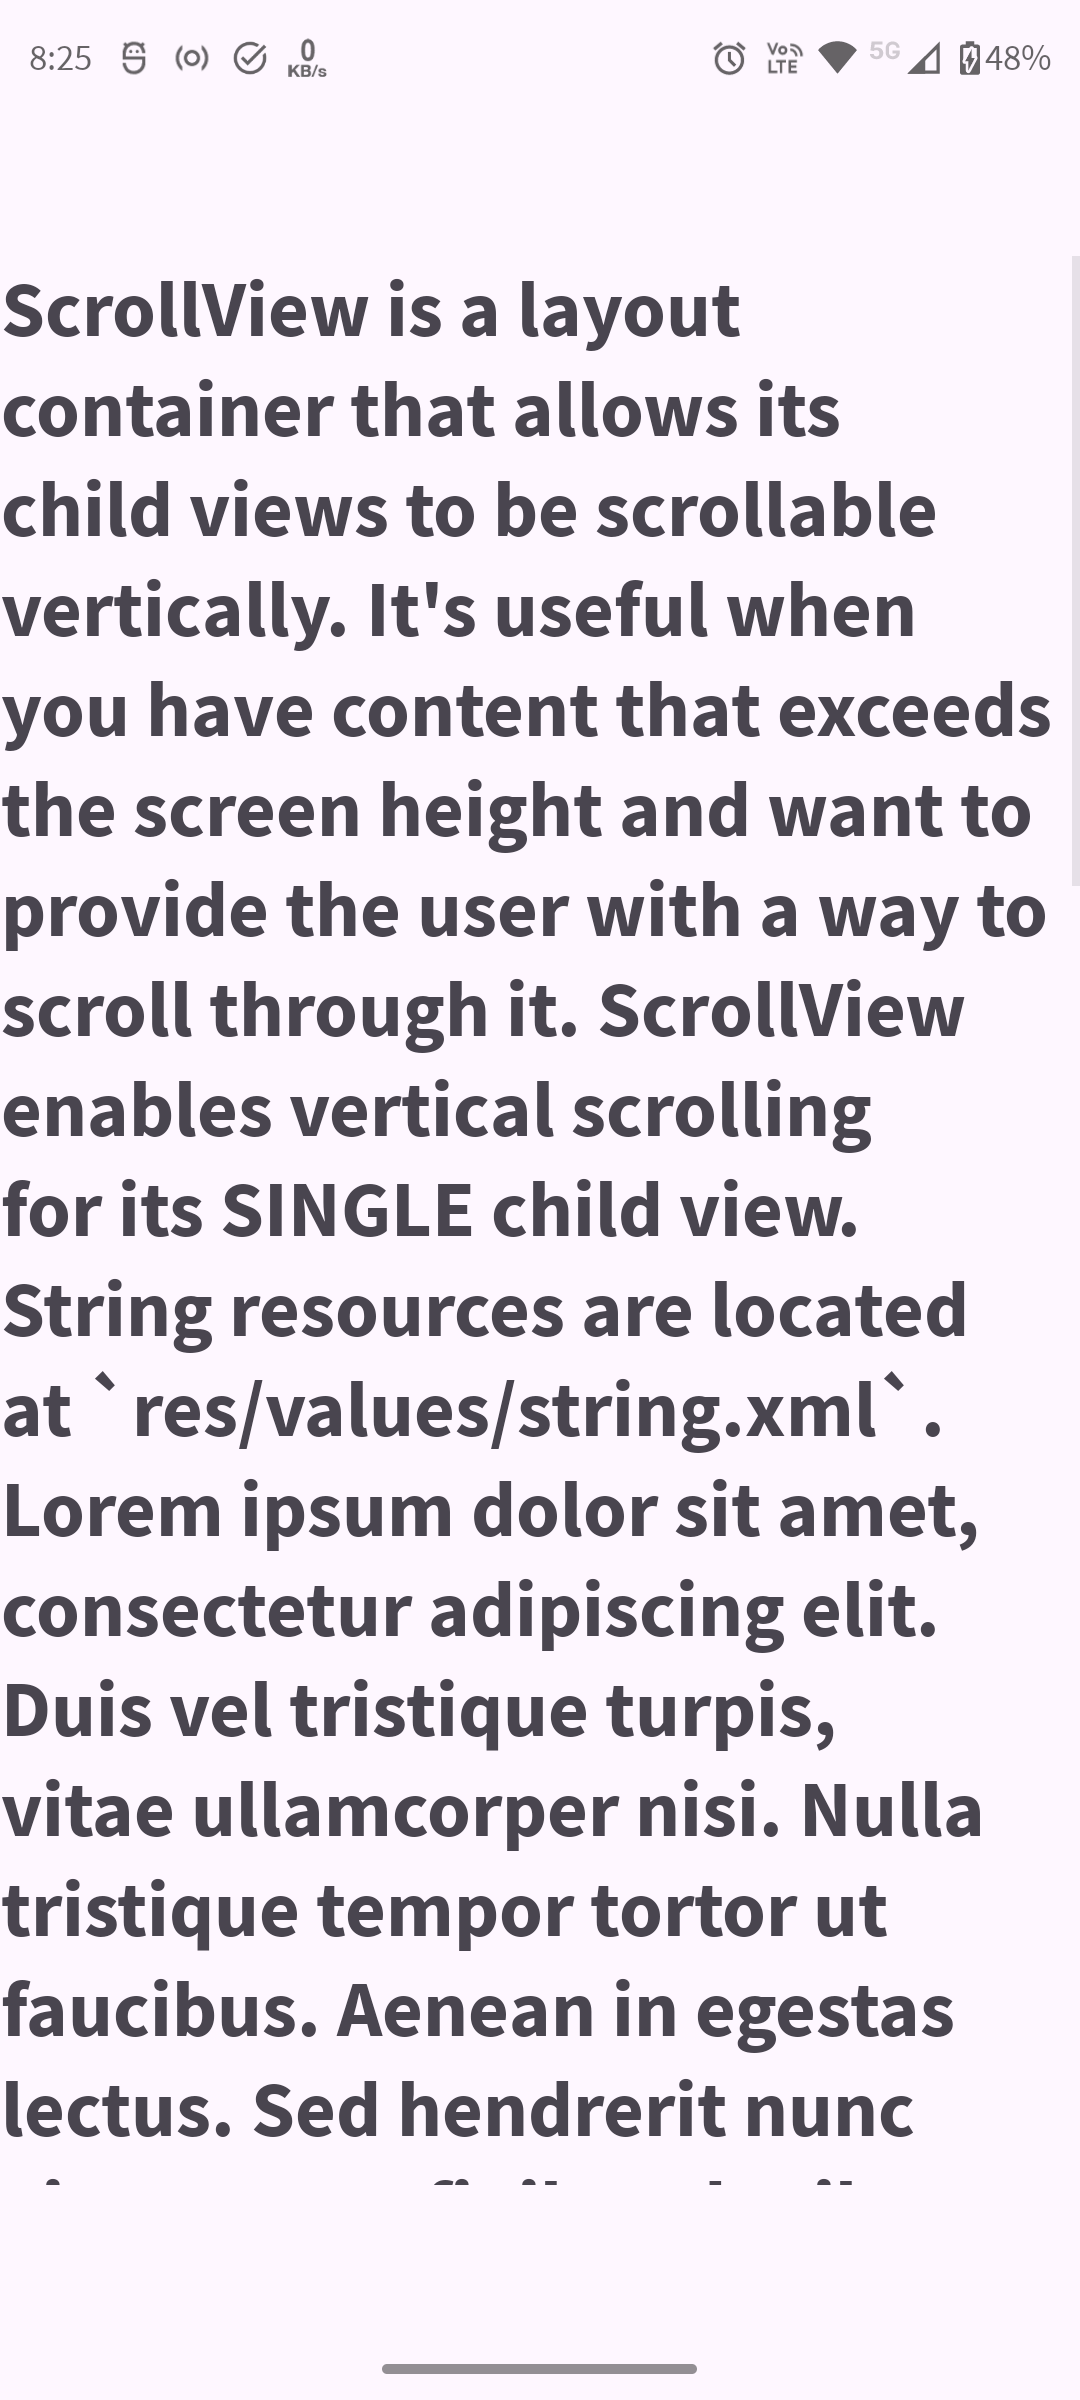 8:25
0
KB/s
Vo
LTE
5G
48%
ScrollView is a layout
container that allows its
child views to be scrollable
vertically. It's useful when
you have content that exceeds
the screen height and want to
provide the user with a way to
scroll through it. ScrollView
enables vertical scrolling
for its SINGLE child view.
String resources are located
at `res/values/string.xml`.
Lorem ipsum dolor sit amet,
consectetur adipiscing elit.
Duis vel tristique turpis,
vitae ullamcorper nisi. Nulla
tristique tempor tortor ut
faucibus. Aenean in egestas
lectus. Sed hendrerit nunc